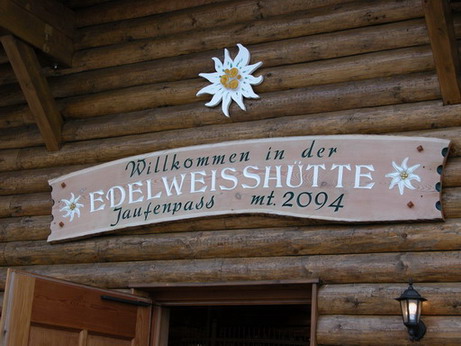 Willkommen in der
EDELWEISSHÜTTE
Jaufenpass mt. 2094